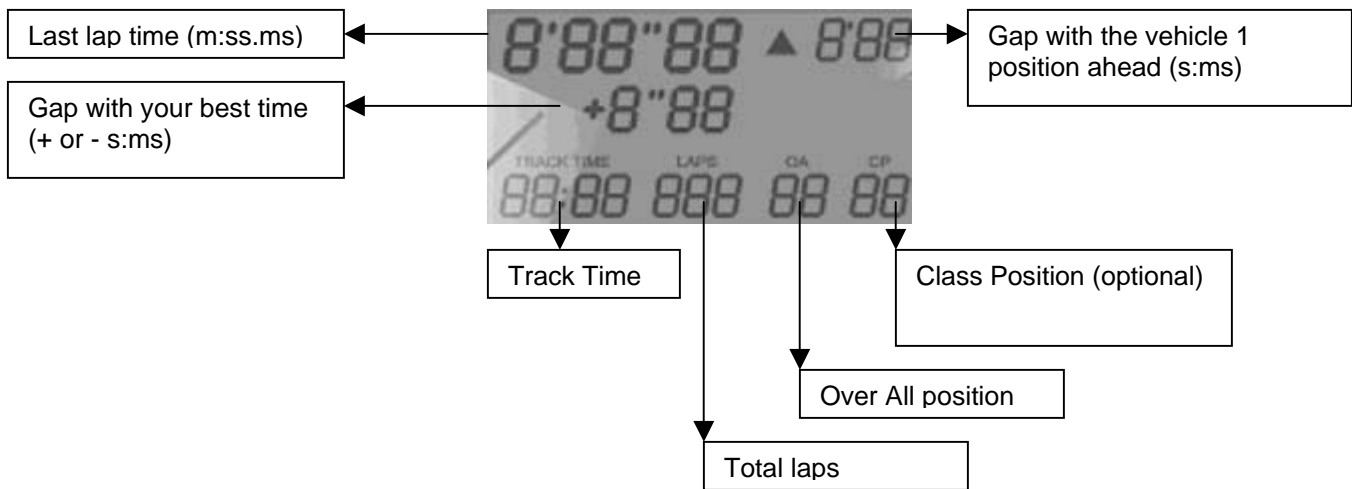 Last lap time (m:ss.ms)
8'88"88 ▲ 8'88
Gap with the vehicle 1
position ahead (s:ms)
Gap with your best time
(+ or - s:ms)
+8"88
TRACK TIME LAPS OA CP
88:88 888 88 88
Track Time
Class Position (optional)
Over All position
Total laps